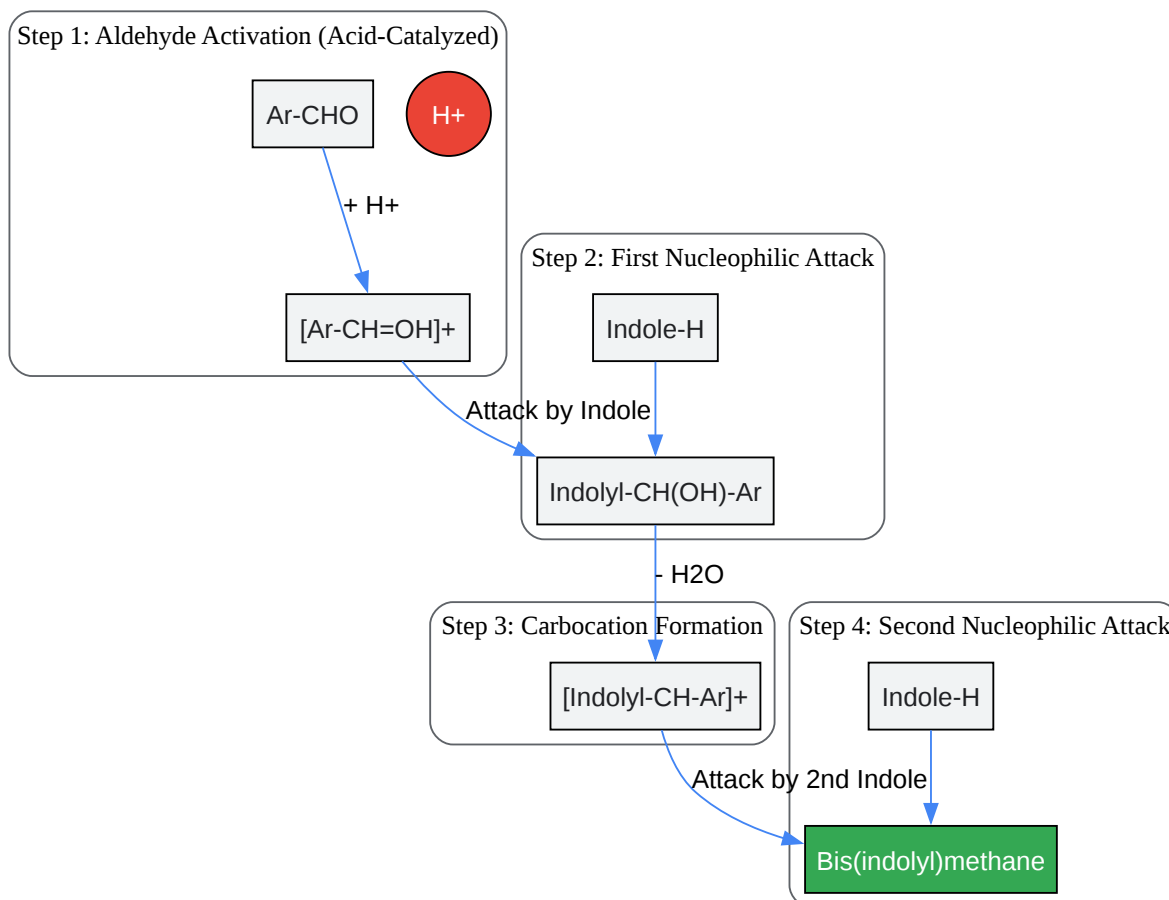 Step 1: Aldehyde Activation (Acid-Catalyzed)
Ar-CHO
H+
+ H+
[Ar-CH=OH]+
Step 2: First Nucleophilic Attack
Indole-H
Attack by Indole
Indolyl-CH(OH)-Ar
- H2O
Step 3: Carbocation Formation
[Indolyl-CH-Ar]+
Step 4: Second Nucleophilic Attack
Indole-H
Attack by 2nd Indole
Bis(indolyl)methane